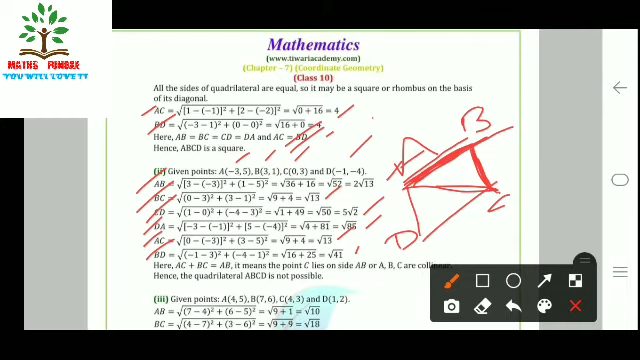 MATHS FUNBEE
YOU WILL LOVE IT
Mathematics
(www.tiwariacademy.com)
(Chapter – 7) (Coordinate Geometry)
(Class 10)
All the sides of quadrilateral are equal, so it may be a square or rhombus on the basis
of its diagonal.
AC = √[1 − (−1)]² + [2 − (−2)]² = √0 + 16 = 4
BD = √(−3 − 1)² + (0 − 0)² = √16 + 0 = 4
Here, AB = BC = CD = DA and AC = BD
Hence, ABCD is a square.
(ii) Given points: A(−3, 5), B(3, 1), C(0, 3) and D(−1, −4).
AB = √[3 − (−3)]² + (1 − 5)² = √36 + 16 = √52 = 2√13
BC = √(0 − 3)² + (3 − 1)² = √9 + 4 = √13
CD = √(1 − 0)² + (−4 − 3)² = √1 + 49 = √50 = 5√2
DA = √[−3 − (−1)]² + [5 − (−4)]² = √4 + 81 = √85
AC = √[0 − (−3)]² + (3 − 5)² = √9 + 4 = √13
BD = √(−1 − 3)² + (−4 − 1)² = √16 + 25 = √41
Here, AC + BC = AB, it means the point C lies on side AB or A, B, C are collinear.
Hence, the quadrilateral ABCD is not possible.
(iii) Given points: A(4, 5), B(7, 6), C(4, 3) and D(1, 2).
AB = √(7 − 4)² + (6 − 5)² = √9 + 1 = √10
BC = √(4 − 7)² + (3 − 6)² = √9 + 9 = √18
A
B
C
D